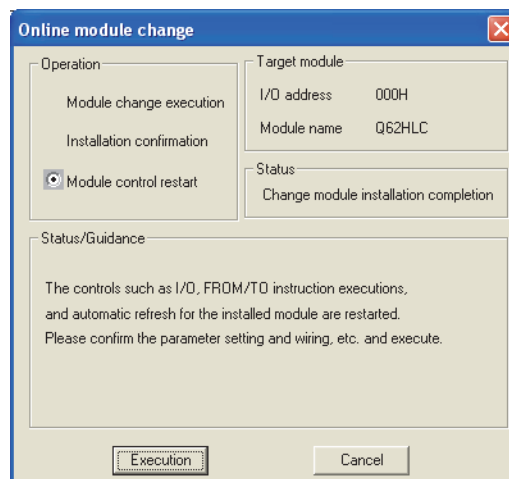 Online module change
Operation
Module change execution
Installation confirmation
Module control restart
Target module
I/O address 000H
Module name Q62HLC
Status
Change module installation completion
Status/Guidance
The controls such as I/O, FROM/TO instruction executions,
and automatic refresh for the installed module are restarted.
Please confirm the parameter setting and wiring, etc. and execute.
Execution Cancel